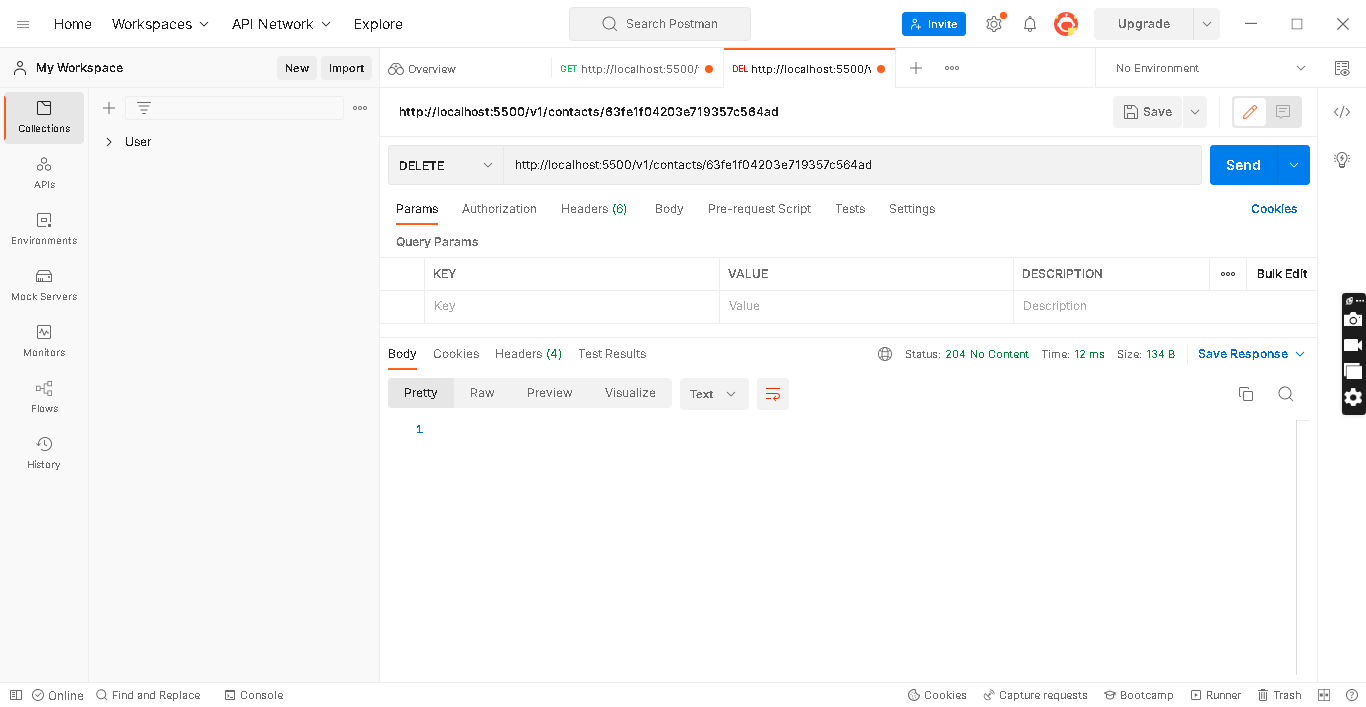 Home Workspaces API Network Explore Search Postman Invite Upgrade
My Workspace New Import Overview GET http://localhost:5500/ DEL http://localhost:5500/v No Environment
http://localhost:5500/v1/contacts/63fe1f04203e719357c564ad Save
Collections
User
DELETE http://localhost:5500/v1/contacts/63fe1f04203e719357c564ad Send
APIs
Params Authorization Headers (6) Body Pre-request Script Tests Settings Cookies
Environments
Query Params
KEY VALUE DESCRIPTION Bulk Edit
Mock Servers
Key Value Description
Monitors
Body Cookies Headers (4) Test Results Status: 204 No Content Time: 12 ms Size: 134 B Save Response
Pretty Raw Preview Visualize Text
Flows
1
History
Online Find and Replace Console Cookies Capture requests Bootcamp Runner Trash